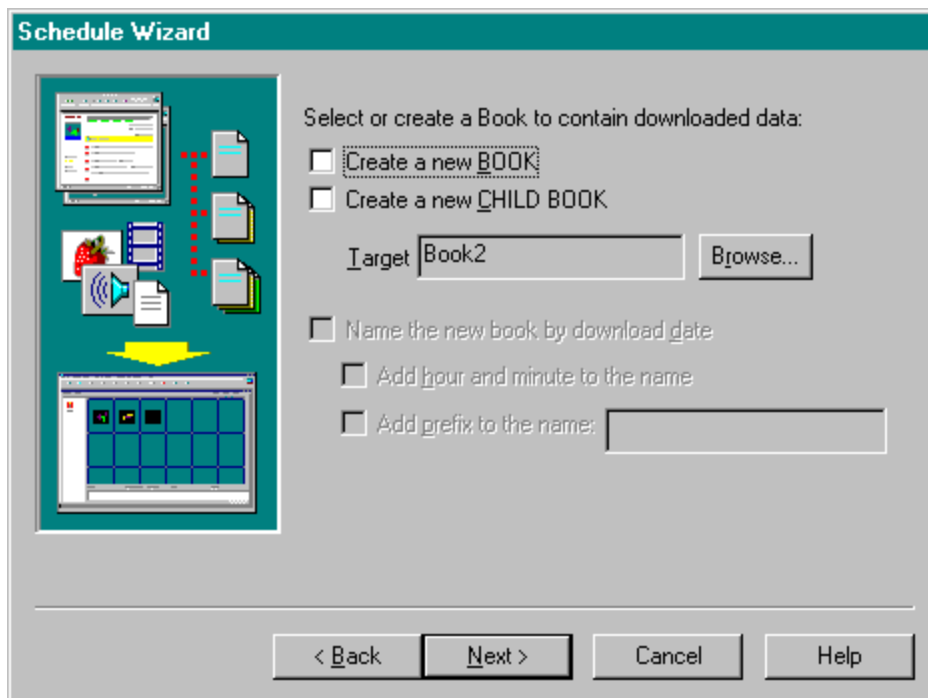 Schedule Wizard
Select or create a Book to contain downloaded data:
Create a new BOOK
Create a new CHILD BOOK
Target Book2 Browse...
Name the new book by download date
Add hour and minute to the name
Add prefix to the name:
< Back Next > Cancel Help